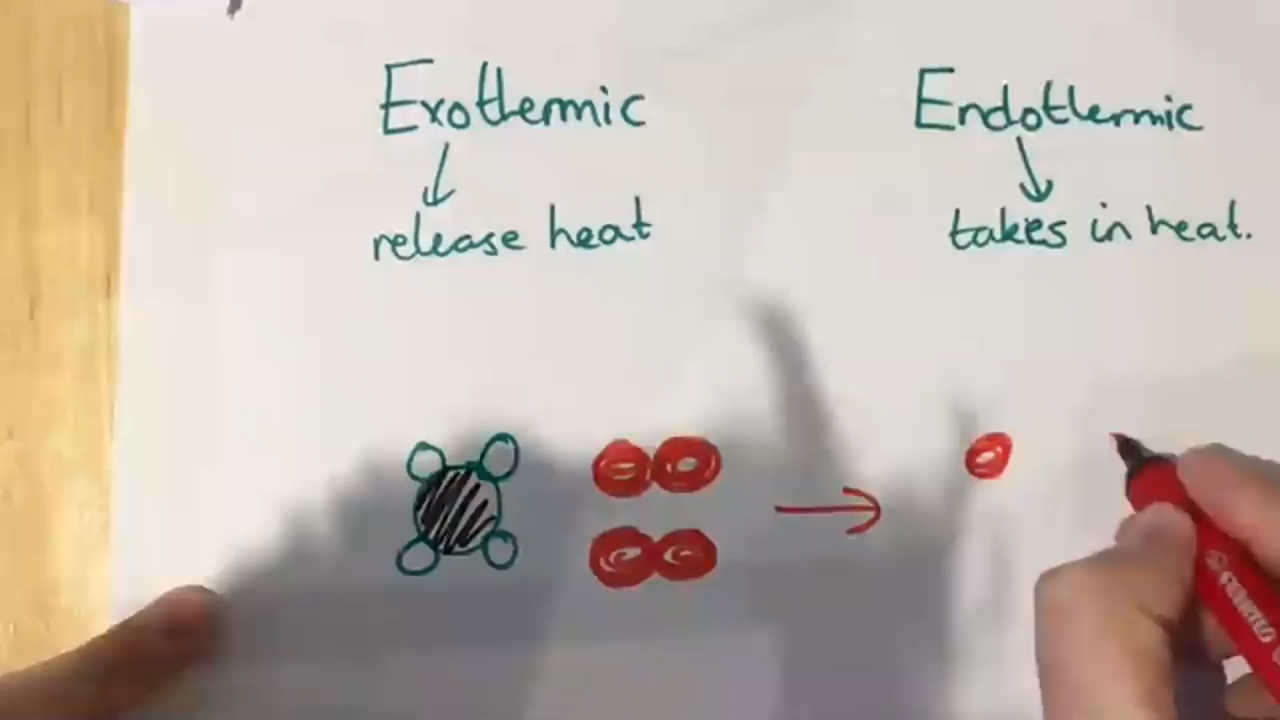 Exothermic
release heat
Endothermic
takes in heat.